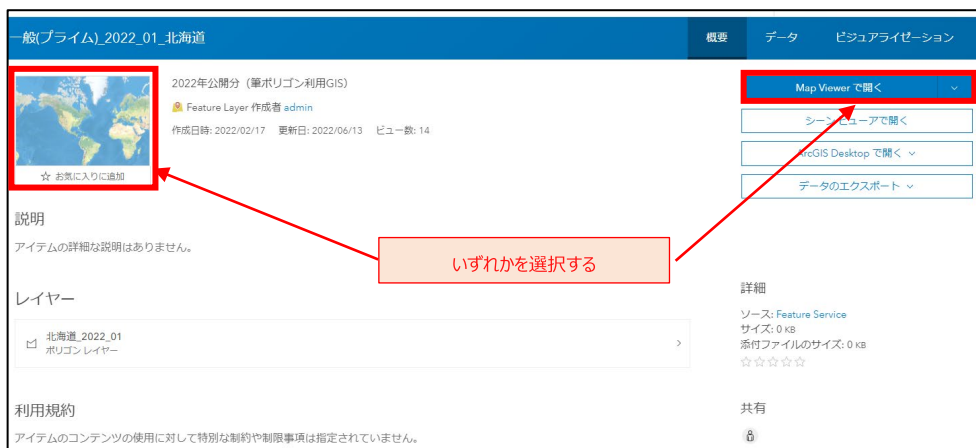 一般(プライム)_2022_01_北海道
概要
データ
ビジュアライゼーション
2022年公開分（筆ポリゴン利用GIS）
Feature Layer 作成者 admin
作成日時: 2022/02/17 更新日: 2022/06/13 ビュー数: 14
☆ お気に入りに追加
Map Viewer で開く
シーン ビューアで開く
ArcGIS Desktop で開く
データのエクスポート
説明
アイテムの詳細な説明はありません。
いずれかを選択する
レイヤー
北海道_2022_01
ポリゴン レイヤー
詳細
ソース: Feature Service
サイズ: 0 KB
添付ファイルのサイズ: 0 KB
☆☆☆☆☆
利用規約
アイテムのコンテンツの使用に対して特別な制約や制限事項は指定されていません。
共有